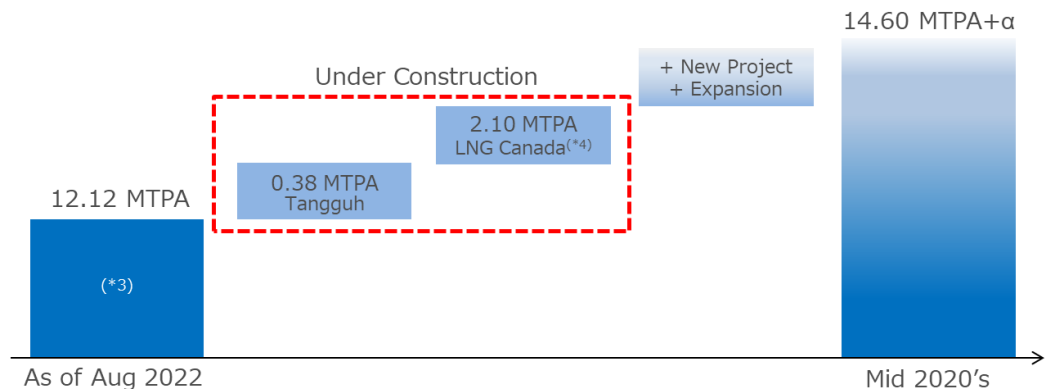 14.60 MTPA+α
+ New Project
+ Expansion
Under Construction
2.10 MTPA
LNG Canada(*4)
0.38 MTPA
Tangguh
12.12 MTPA
(*3)
As of Aug 2022
Mid 2020's